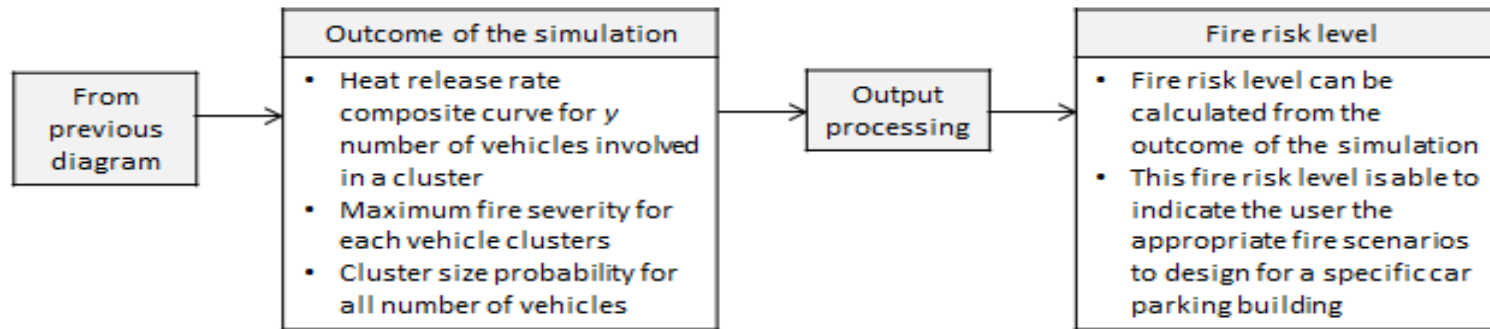 From
previous
diagram
Outcome of the simulation
• Heat release rate
composite curve for y
number of vehicles involved
in a cluster
• Maximum fire severity for
each vehicle clusters
• Cluster size probability for
all number of vehicles
Output
processing
Fire risk level
• Fire risk level can be
calculated from the
outcome of the simulation
• This fire risk level is able to
indicate the user the
appropriate fire scenarios
to design for a specific car
parking building